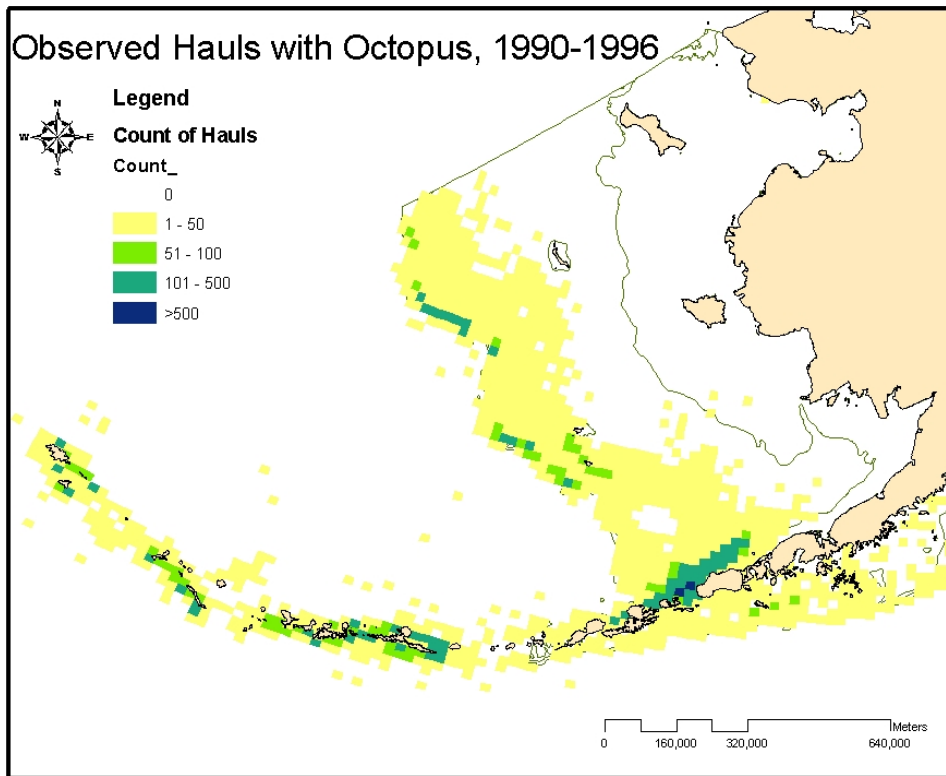 Observed Hauls with Octopus, 1990-1996
Legend
N
W E
S
Count of Hauls
Count_
0
1 - 50
51 - 100
101 - 500
>500
Meters
0 160,000 320,000 640,000